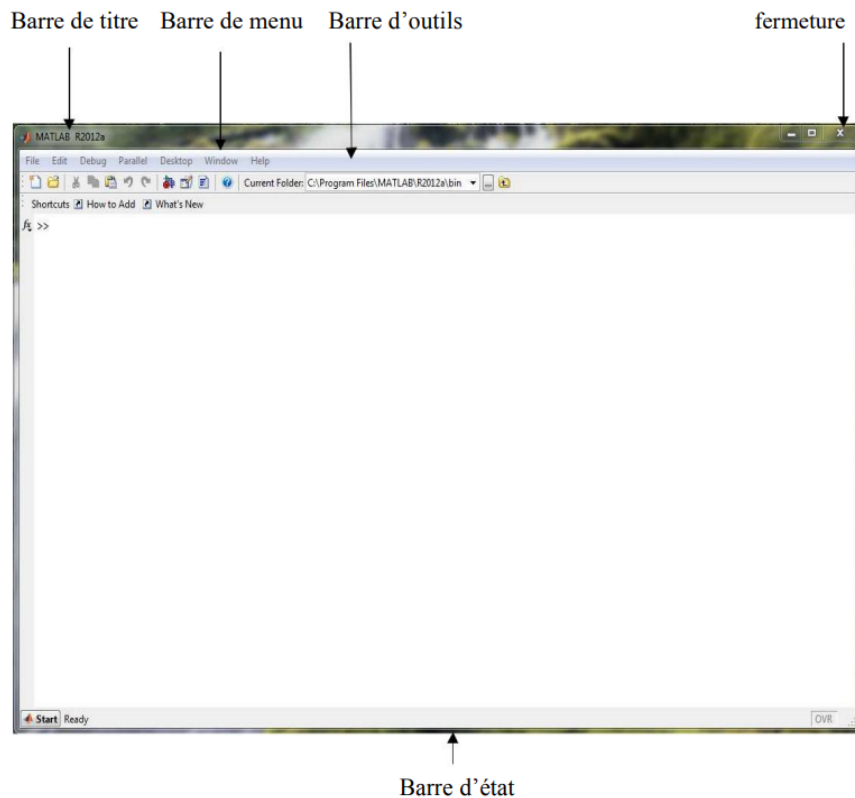 Barre de titre Barre de menu Barre d’outils fermeture
MATLAB R2012a
File Edit Debug Parallel Desktop Window Help
Current Folder: C:\Program Files\MATLAB\R2012a\bin
Shortcuts How to Add What's New
fx >>
Start Ready OVR
Barre d’état